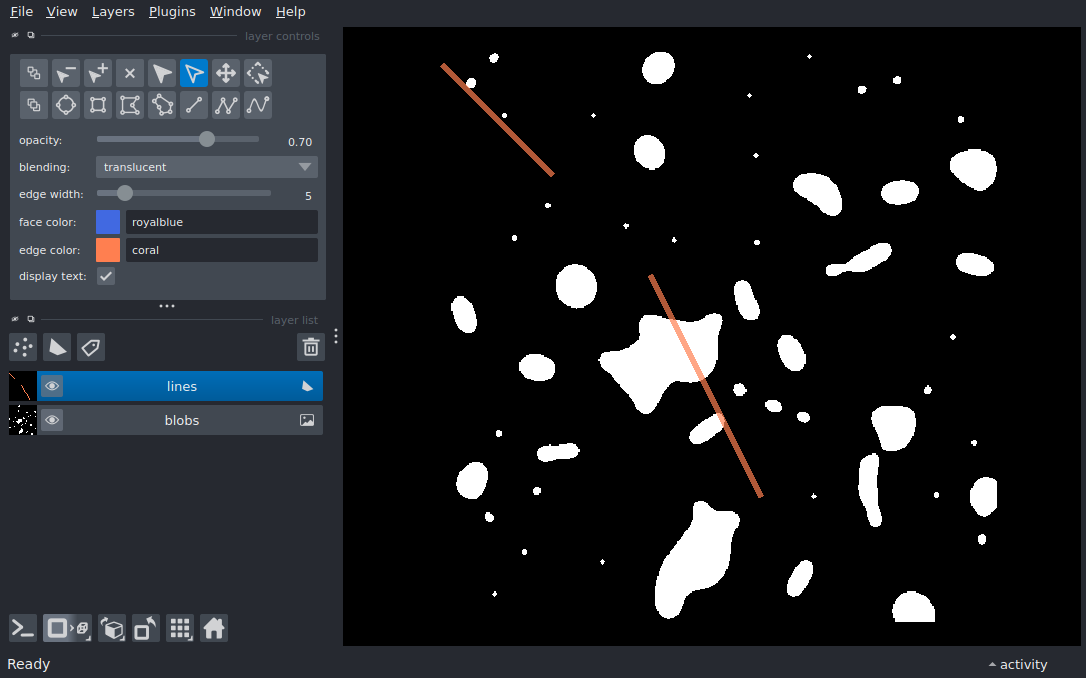 File View Layers Plugins Window Help
layer controls
opacity: 0.70
blending: translucent
edge width: 5
face color: royalblue
edge color: coral
display text:
layer list
lines
blobs
Ready activity